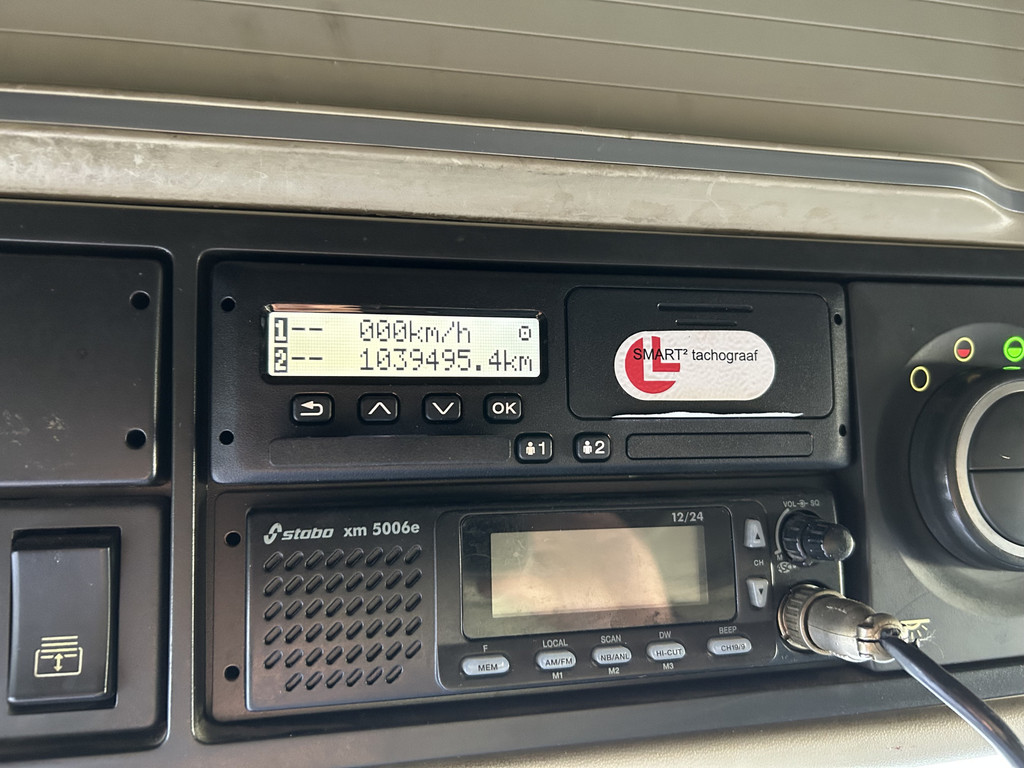 1-- 000km/h
2-- 1039495.4km
SMART² tachograaf
OK
1 2
stabo xm 5006e
12/24
VOL SQ
CH
M
F LOCAL SCAN DW BEEP
MEM AM/FM NB/ANL HI-CUT CH19/9
M1 M2 M3